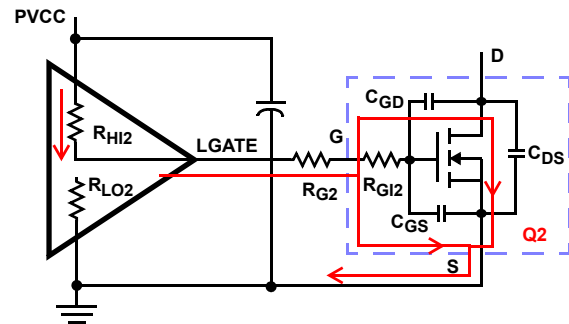 PVCC
D
CGD
RHI2
LGATE
G
CDS
RLO2
RG2
RGI2
CGS
Q2
S